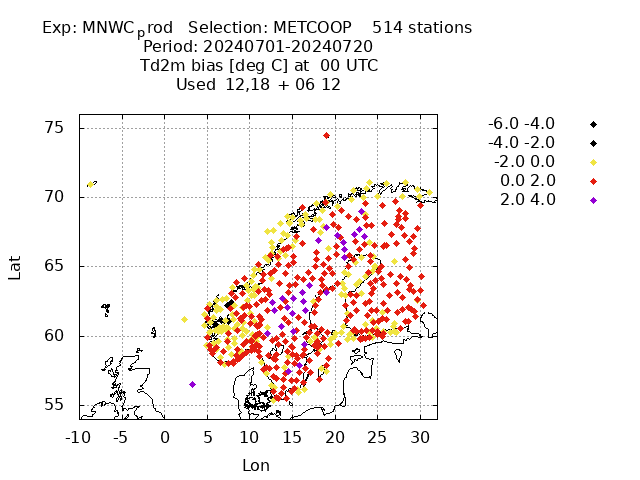 Exp: MNWCprod Selection: METCOOP 514 stations
Period: 20240701-20240720
Td2m bias [deg C] at 00 UTC
Used 12,18 + 06 12
-6.0 -4.0
-4.0 -2.0
-2.0 0.0
0.0 2.0
2.0 4.0
75
70
65
60
55
Lat
-10 -5 0 5 10 15 20 25 30
Lon